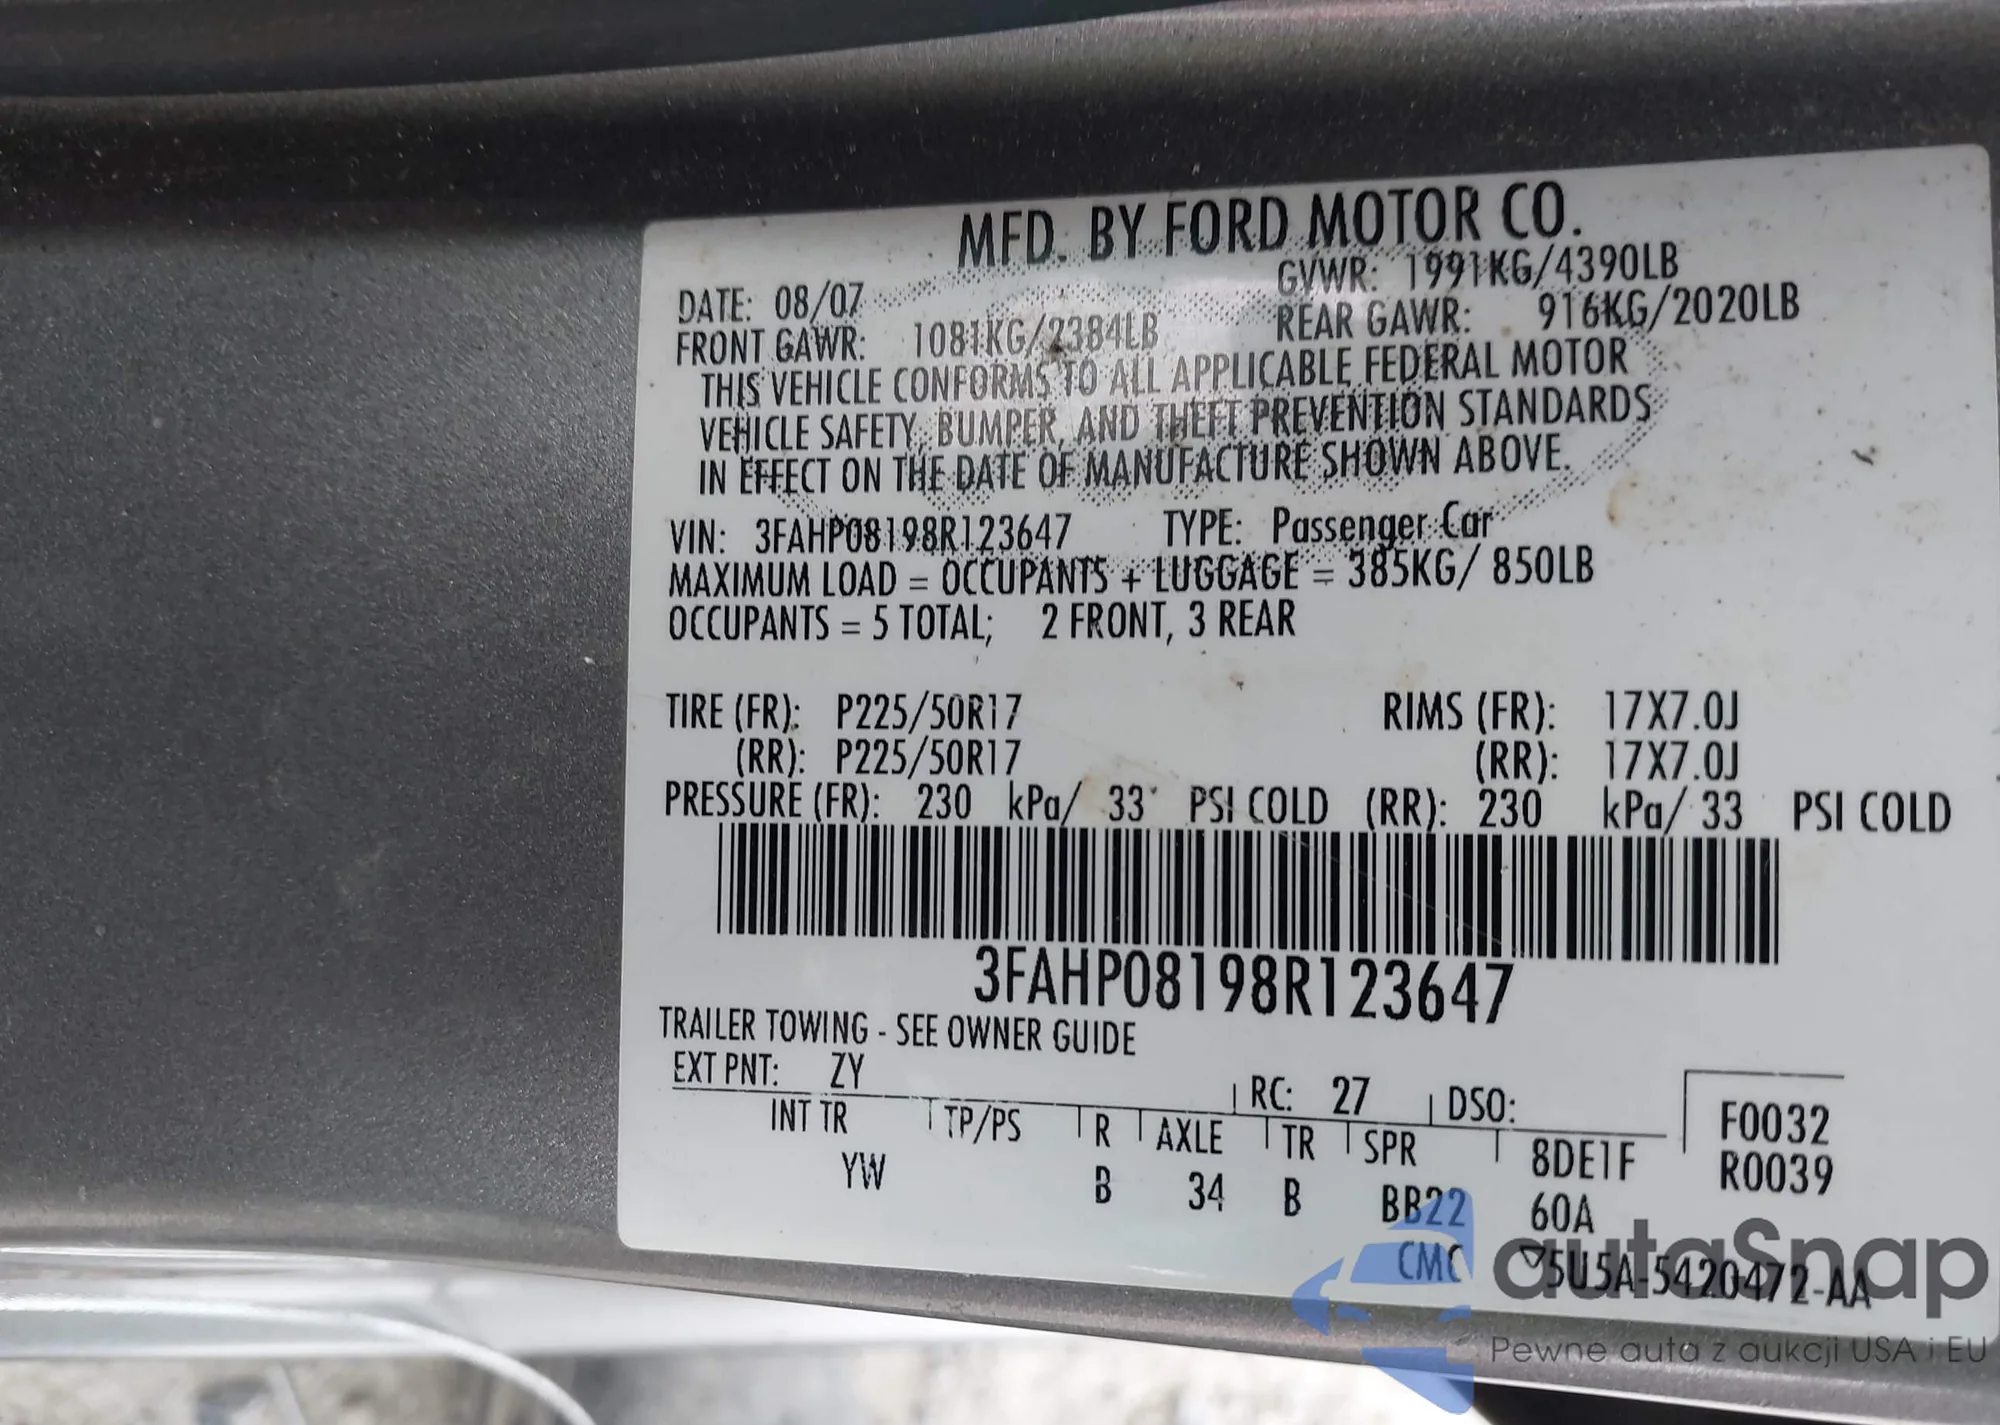 MFD. BY FORD MOTOR CO.
DATE: 08/07 GVWR: 1991KG/4390LB
FRONT GAWR: 1081KG/2384LB REAR GAWR: 916KG/2020LB
THIS VEHICLE CONFORMS TO ALL APPLICABLE FEDERAL MOTOR
VEHICLE SAFETY, BUMPER, AND THEFT PREVENTION STANDARDS
IN EFFECT ON THE DATE OF MANUFACTURE SHOWN ABOVE.
VIN: 3FAHP08198R123647 TYPE: Passenger Car
MAXIMUM LOAD = OCCUPANTS + LUGGAGE = 385KG/ 850LB
OCCUPANTS = 5 TOTAL; 2 FRONT, 3 REAR
TIRE (FR): P225/50R17 RIMS (FR): 17X7.0J
(RR): P225/50R17 (RR): 17X7.0J
PRESSURE (FR): 230 kPa/ 33 PSI COLD (RR): 230 kPa/ 33 PSI COLD
3FAHP08198R123647
TRAILER TOWING - SEE OWNER GUIDE
EXT PNT: ZY RC: 27 DSO:
INT TR TP/PS R AXLE TR SPR 8DE1F F0032
YW B 34 B BB22 60A R0039
CMC 5U5A-5420472-AA
autoSnap
Pewne auta z aukcji USA i EU